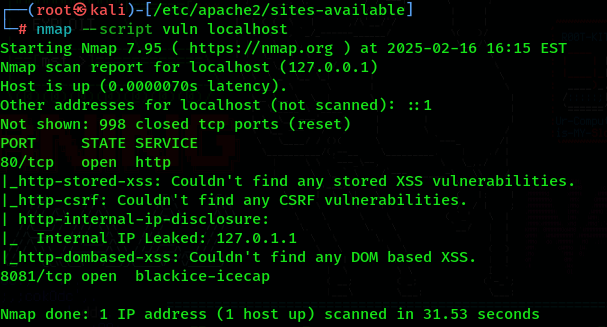 ┌──(root㉿kali)-[/etc/apache2/sites-available]
└─# nmap --script vuln localhost
Starting Nmap 7.95 ( https://nmap.org ) at 2025-02-16 16:15 EST
Nmap scan report for localhost (127.0.0.1)
Host is up (0.0000070s latency).
Other addresses for localhost (not scanned): ::1
Not shown: 998 closed tcp ports (reset)
PORT     STATE SERVICE
80/tcp   open  http
|_http-stored-xss: Couldn't find any stored XSS vulnerabilities.
|_http-csrf: Couldn't find any CSRF vulnerabilities.
| http-internal-ip-disclosure:
|_  Internal IP Leaked: 127.0.1.1
|_http-dombased-xss: Couldn't find any DOM based XSS.
8081/tcp open  blackice-icecap

Nmap done: 1 IP address (1 host up) scanned in 31.53 seconds